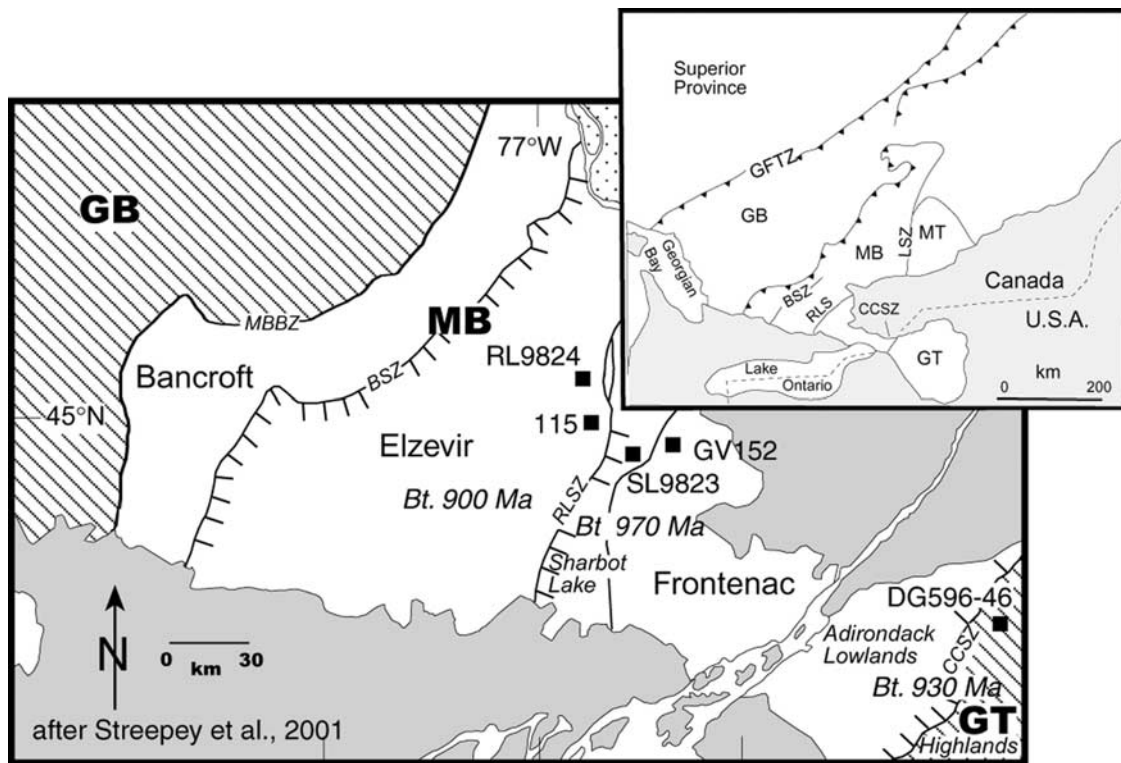 Superior
Province
GFTZ
GB
Georgian
Bay
MB
LSZ
MT
BSZ
RLS
CCSZ
Canada
U.S.A.
GT
Lake
Ontario
km
0 200
77°W
GB
MBBZ
MB
Bancroft
BSZ
RL9824
45°N
115
Elzevir
GV152
SL9823
Bt. 900 Ma
RLSZ
Bt 970 Ma
Sharbot
Lake
Frontenac
DG596-46
Adirondack
Lowlands
CCSZ
Bt. 930 Ma
GT
Highlands
N
0 30
km
after Streepey et al., 2001